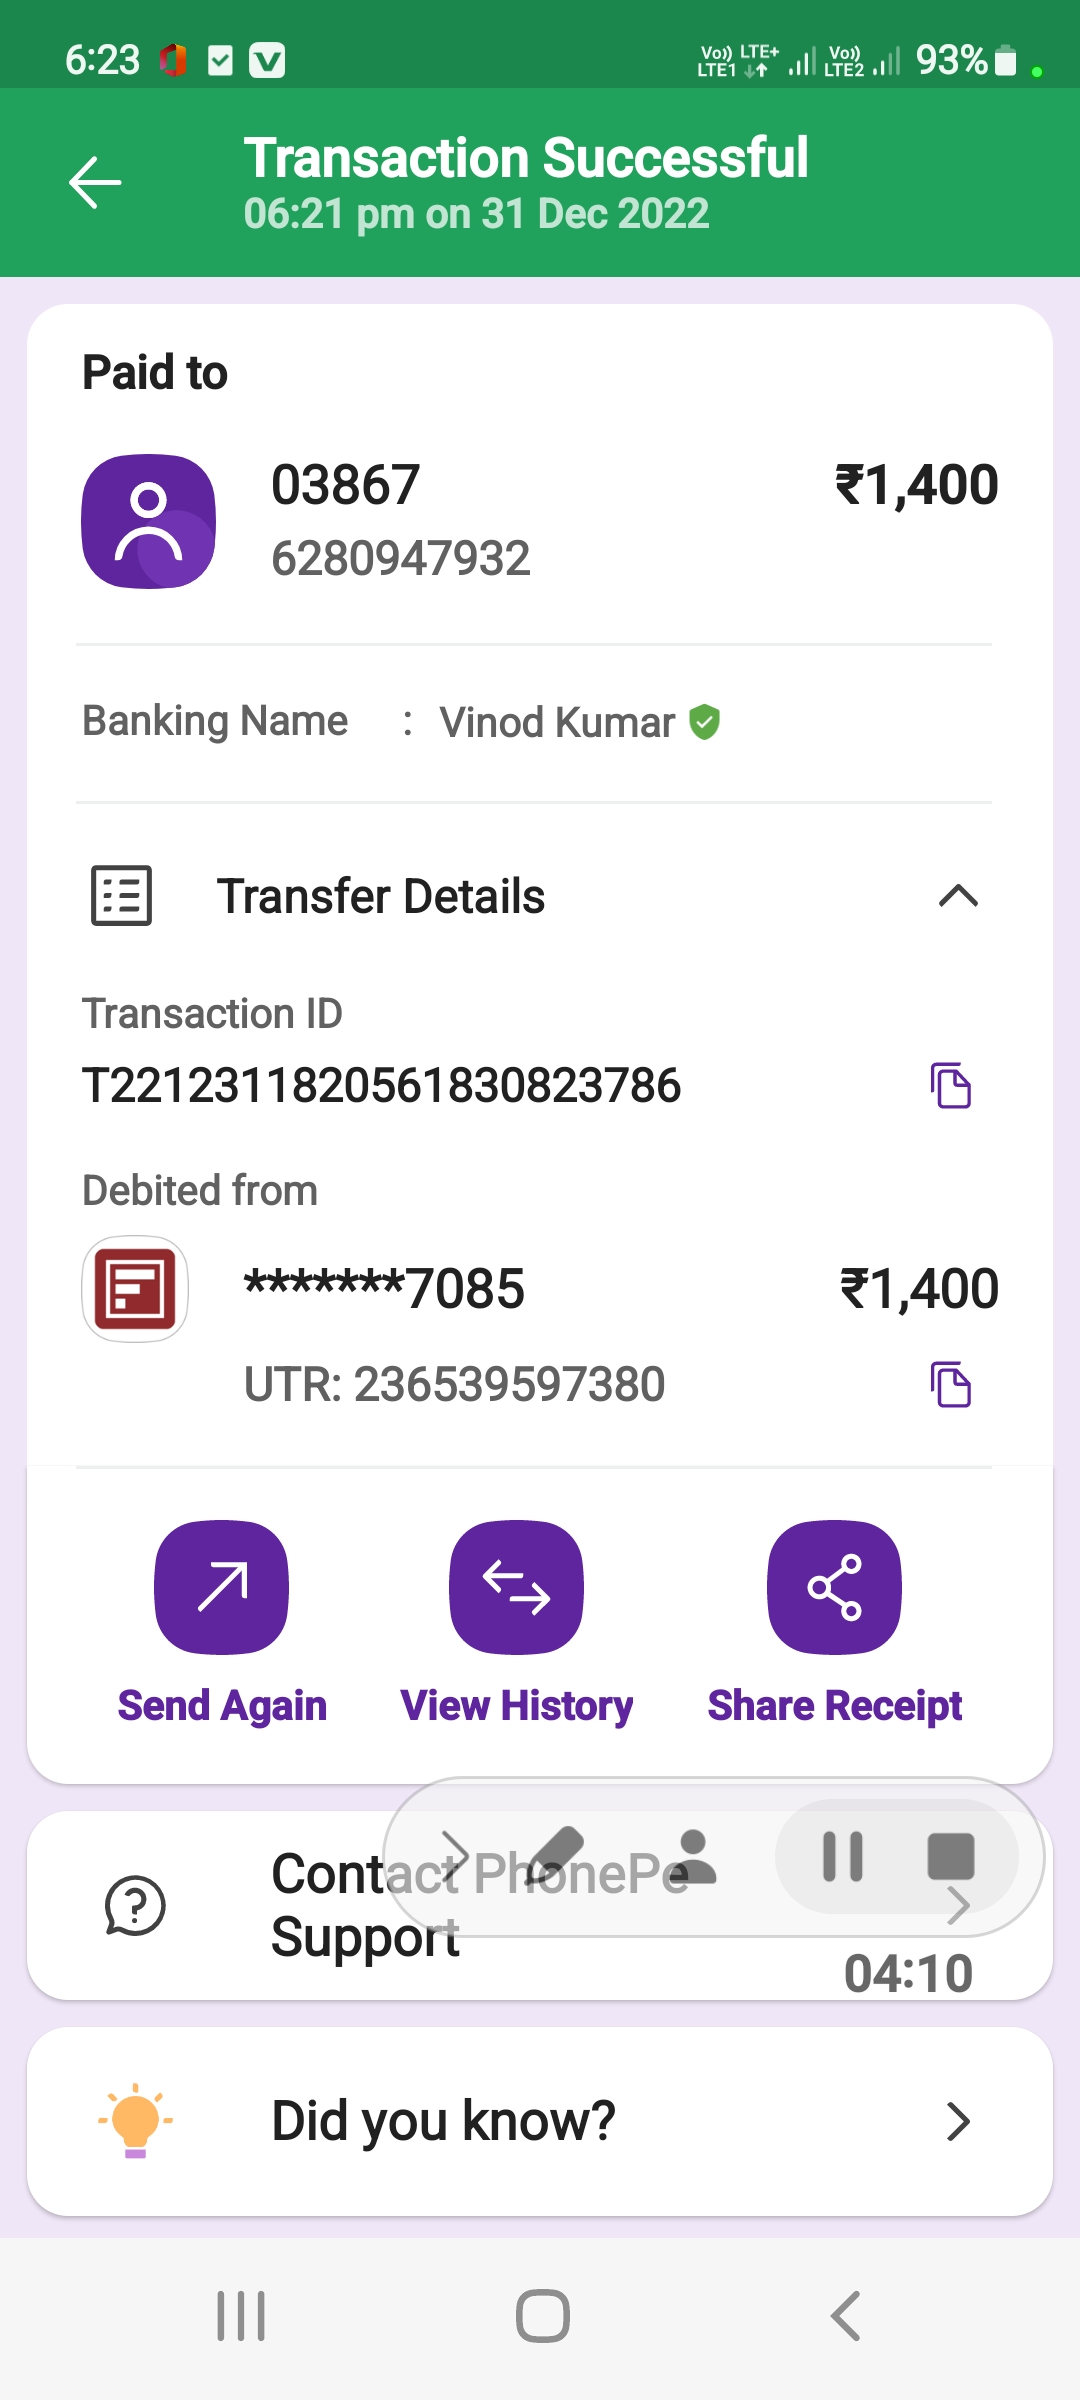 6:23
Vo)) LTE+ Vo)) 93%
LTE1 LTE2
Transaction Successful
06:21 pm on 31 Dec 2022
Paid to
03867 ₹1,400
6280947932
Banking Name : Vinod Kumar
Transfer Details
Transaction ID
T2212311820561830823786
Debited from
*******7085 ₹1,400
UTR: 236539597380
Send Again View History Share Receipt
Contact PhonePe
Support
04:10
Did you know?